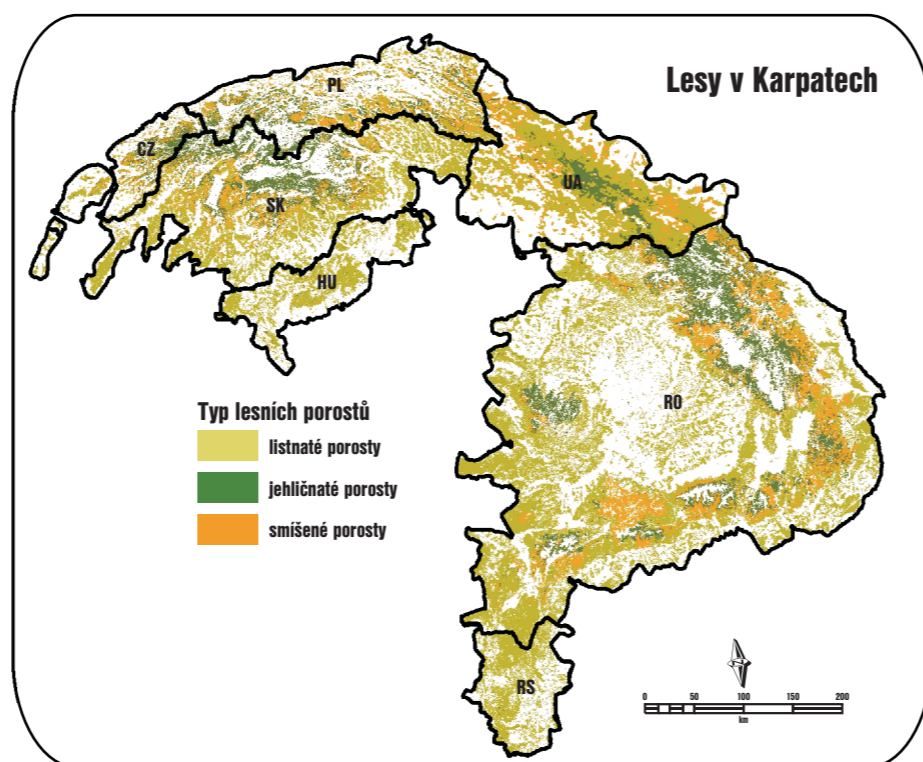 Lesy v Karpatech
PL
CZ
UA
SK
HU
RO
RS
Typ lesních porostů
listnaté porosty
jehličnaté porosty
smíšené porosty
0 50 100 150 200
km